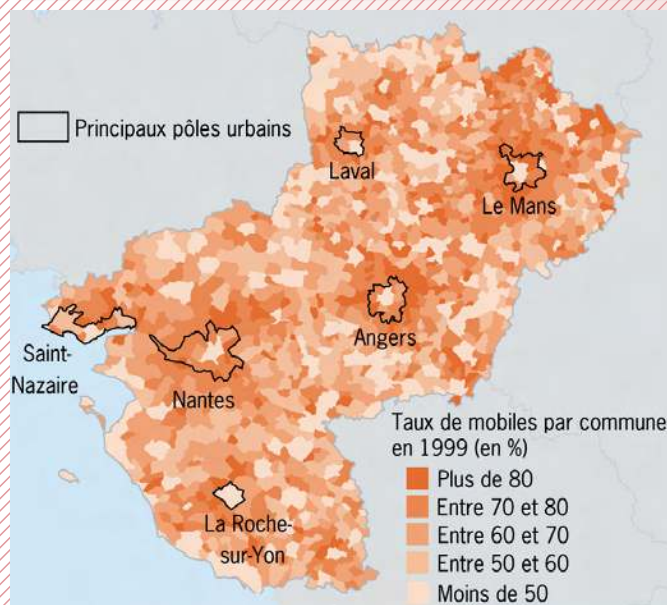 Principaux pôles urbains
Laval
Le Mans
Angers
Saint-
Nazaire
Nantes
La Roche-
sur-Yon
Taux de mobiles par commune
en 1999 (en %)
Plus de 80
Entre 70 et 80
Entre 60 et 70
Entre 50 et 60
Moins de 50